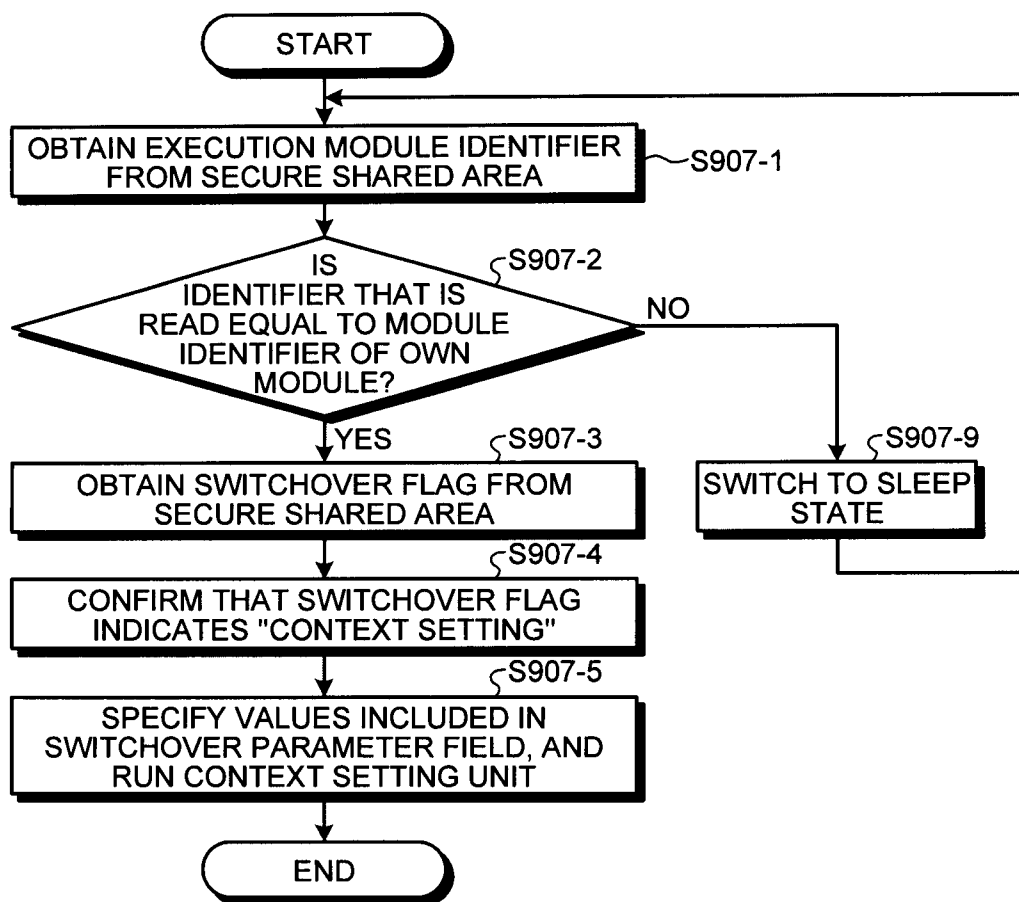 START
OBTAIN EXECUTION MODULE IDENTIFIER
FROM SECURE SHARED AREA
S907-1
S907-2
IS
IDENTIFIER THAT IS
READ EQUAL TO MODULE
IDENTIFIER OF OWN
MODULE?
NO
YES
S907-3
OBTAIN SWITCHOVER FLAG FROM
SECURE SHARED AREA
S907-9
SWITCH TO SLEEP
STATE
S907-4
CONFIRM THAT SWITCHOVER FLAG
INDICATES "CONTEXT SETTING"
S907-5
SPECIFY VALUES INCLUDED IN
SWITCHOVER PARAMETER FIELD, AND
RUN CONTEXT SETTING UNIT
END